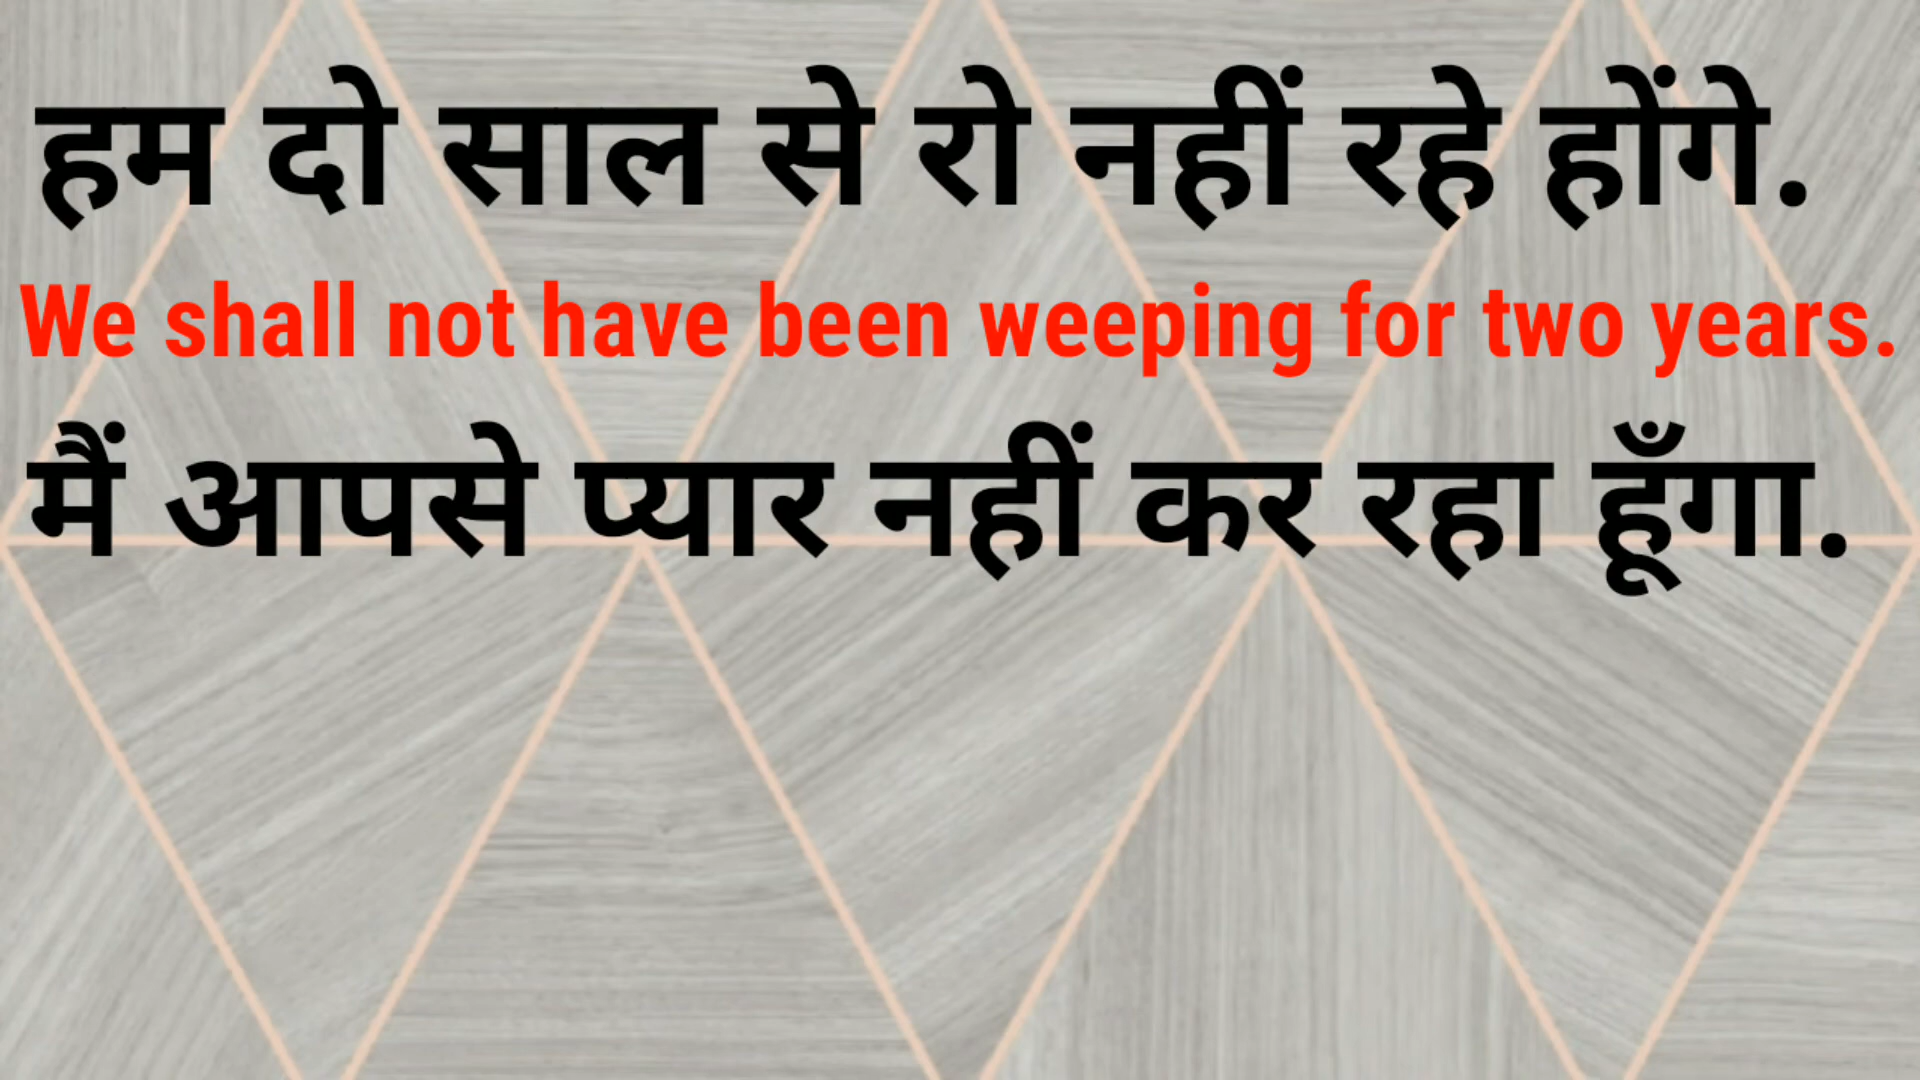 हम दो साल से रो नहीं रहे होंगे.
We shall not have been weeping for two years.
मैं आपसे प्यार नहीं कर रहा हूँगा.